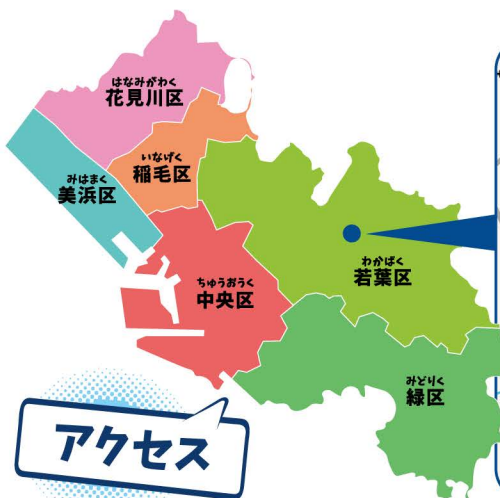 はなみがわく
花見川区
いなげく
稲毛区
みはまく
美浜区
わかばく
若葉区
ちゅうおうく
中央区
みどりく
緑区
アクセス